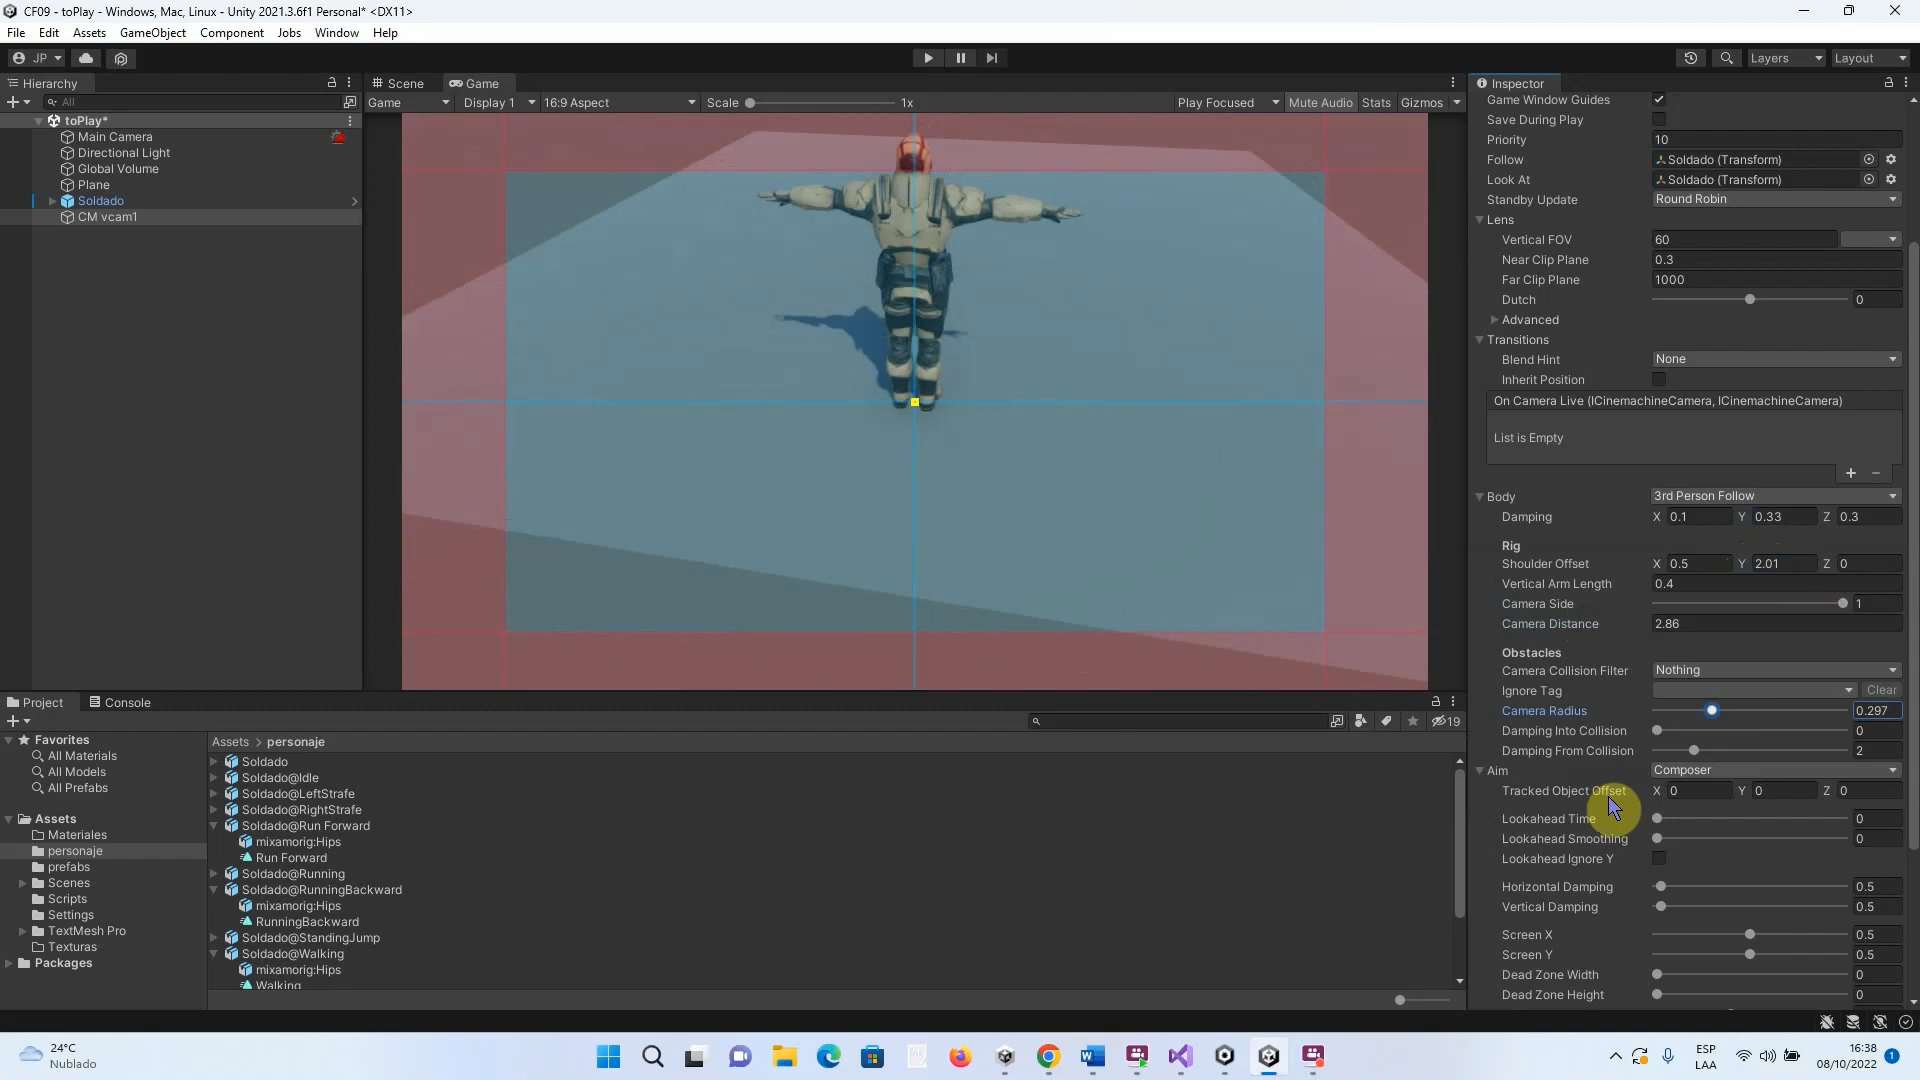 CF09 - toPlay - Windows, Mac, Linux - Unity 2021.3.6f1 Personal* <DX11>
File Edit Assets GameObject Component Jobs Window Help
JP Layers Layout
Hierarchy
All
toPlay*
Main Camera
Directional Light
Global Volume
Plane
Soldado
CM vcam1
Scene Game
Game Display 1 16:9 Aspect Scale 1x Play Focused Mute Audio Stats Gizmos
Inspector
Game Window Guides
Save During Play
Priority 10
Follow Soldado (Transform)
Look At Soldado (Transform)
Standby Update Round Robin
Lens
Vertical FOV 60
Near Clip Plane 0.3
Far Clip Plane 1000
Dutch 0
Advanced
Transitions
Blend Hint None
Inherit Position
On Camera Live (ICinemachineCamera, ICinemachineCamera)
List is Empty
Body 3rd Person Follow
Damping X 0.1 Y 0.33 Z 0.3
Rig
Shoulder Offset X 0.5 Y 2.01 Z 0
Vertical Arm Length 0.4
Camera Side 1
Camera Distance 2.86
Obstacles
Camera Collision Filter Nothing
Ignore Tag Clear
Camera Radius 0.297
Damping Into Collision 0
Damping From Collision 2
Aim Composer
Tracked Object Offset X 0 Y 0 Z 0
Lookahead Time 0
Lookahead Smoothing 0
Lookahead Ignore Y
Horizontal Damping 0.5
Vertical Damping 0.5
Screen X 0.5
Screen Y 0.5
Dead Zone Width 0
Dead Zone Height 0
Project Console
19
Favorites
All Materials
All Models
All Prefabs
Assets
Materiales
personaje
prefabs
Scenes
Scripts
Settings
TextMesh Pro
Texturas
Packages
Assets > personaje
Soldado
Soldado@Idle
Soldado@LeftStrafe
Soldado@RightStrafe
Soldado@Run Forward
mixamorig:Hips
Run Forward
Soldado@Running
Soldado@RunningBackward
mixamorig:Hips
RunningBackward
Soldado@StandingJump
Soldado@Walking
mixamorig:Hips
Walking
24°C
Nublado
ESP
LAA
16:38
08/10/2022
1